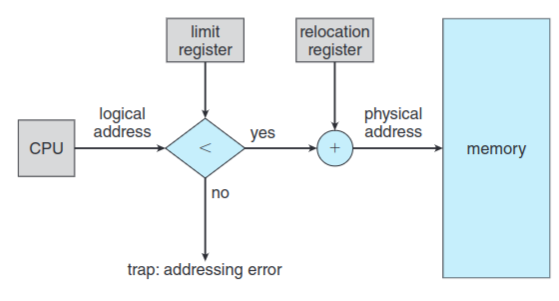 limit
register
relocation
register
logical
address
physical
address
CPU
<
yes
+
memory
no
trap: addressing error